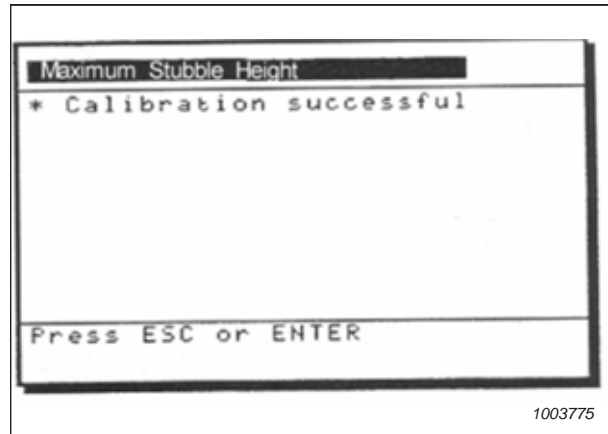 Maximum Stubble Height
* Calibration successful
Press ESC or ENTER
1003775